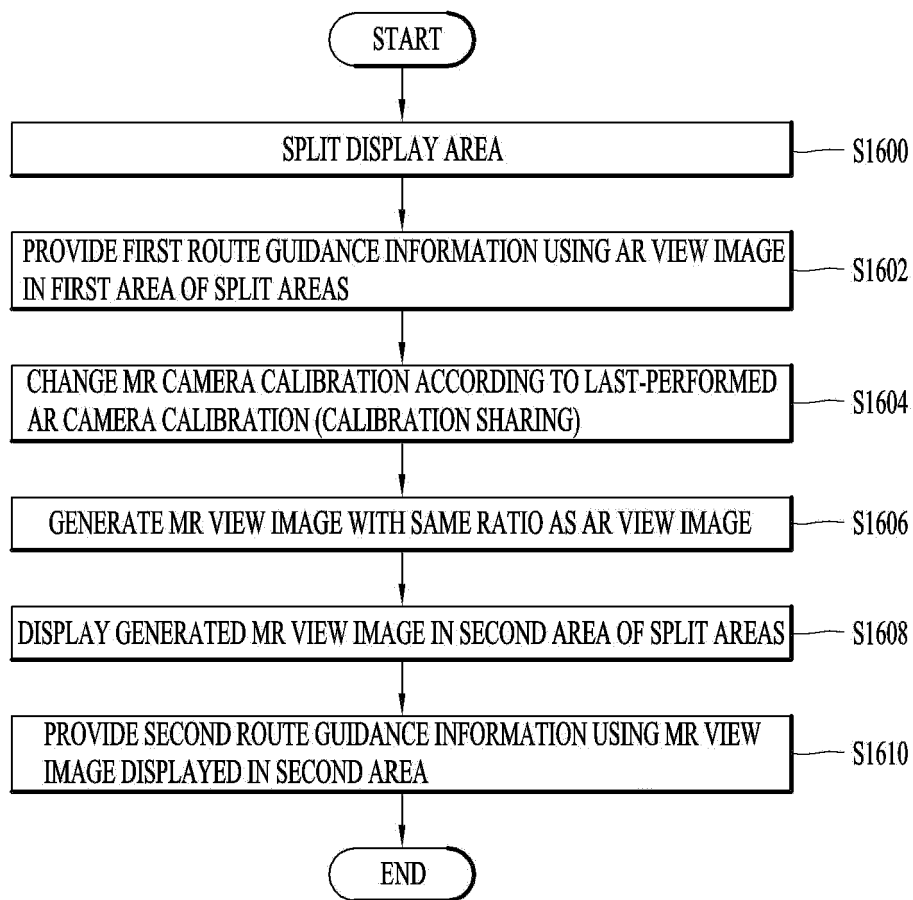 START
SPLIT DISPLAY AREA
S1600
PROVIDE FIRST ROUTE GUIDANCE INFORMATION USING AR VIEW IMAGE
IN FIRST AREA OF SPLIT AREAS
S1602
CHANGE MR CAMERA CALIBRATION ACCORDING TO LAST-PERFORMED
AR CAMERA CALIBRATION (CALIBRATION SHARING)
S1604
GENERATE MR VIEW IMAGE WITH SAME RATIO AS AR VIEW IMAGE
S1606
DISPLAY GENERATED MR VIEW IMAGE IN SECOND AREA OF SPLIT AREAS
S1608
PROVIDE SECOND ROUTE GUIDANCE INFORMATION USING MR VIEW
IMAGE DISPLAYED IN SECOND AREA
S1610
END